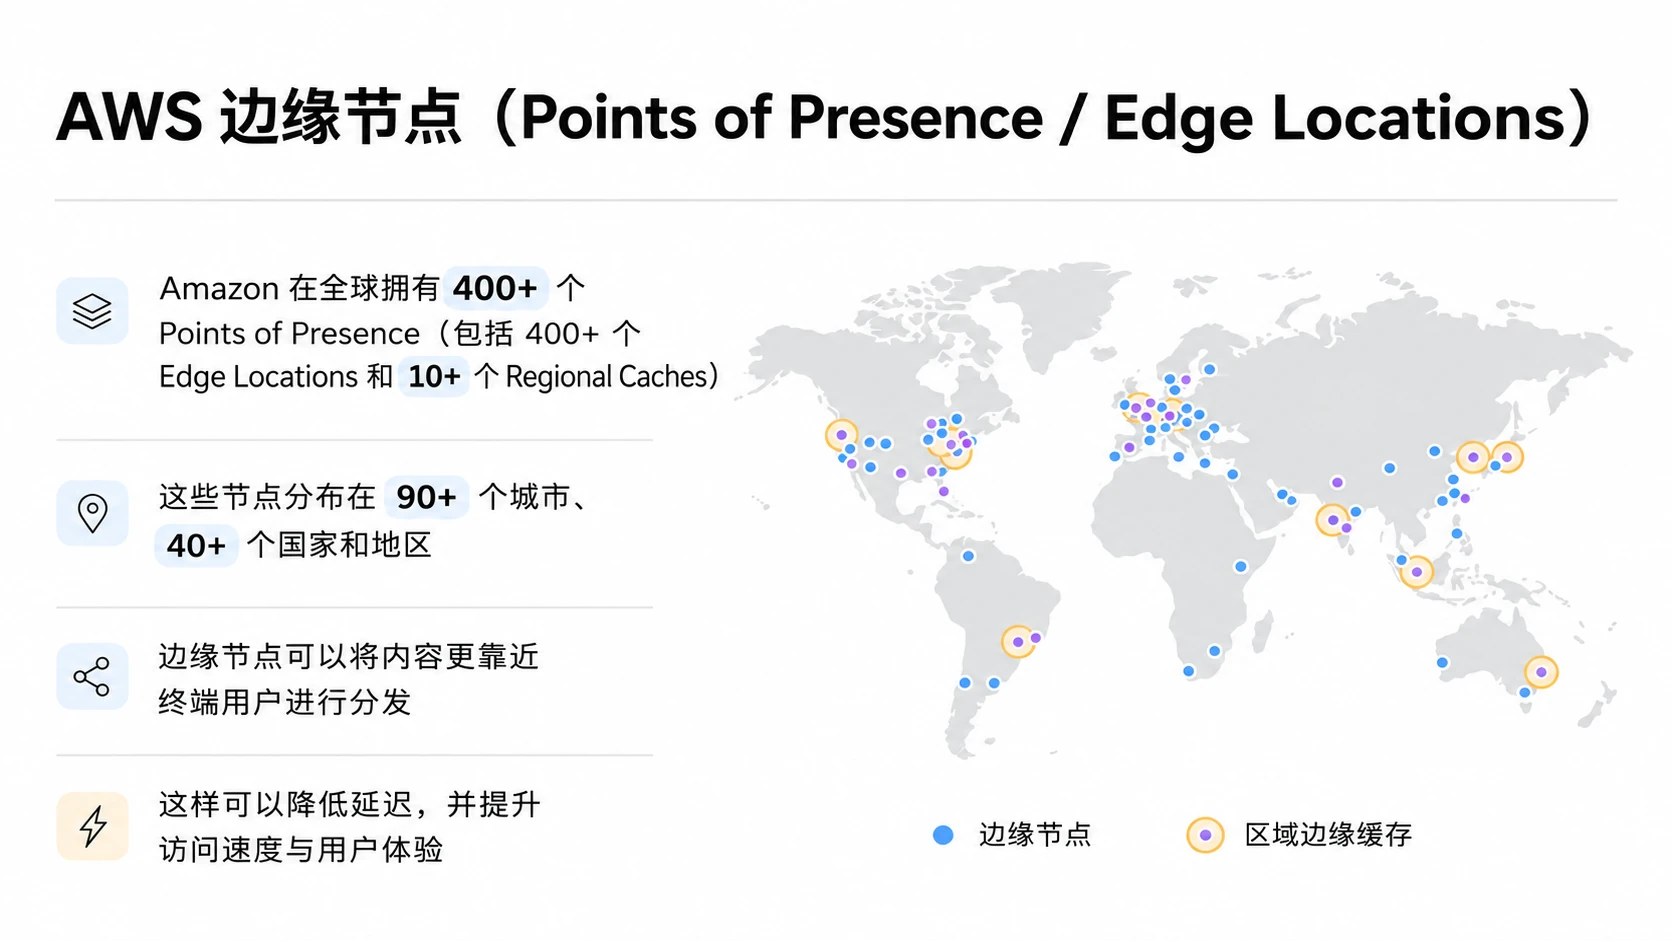 AWS 边缘节点（Points of Presence / Edge Locations）
Amazon 在全球拥有 400+ 个
Points of Presence（包括 400+ 个
Edge Locations 和 10+ 个 Regional Caches）
这些节点分布在 90+ 个城市、
40+ 个国家和地区
边缘节点可以将内容更靠近
终端用户进行分发
这样可以降低延迟，并提升
访问速度与用户体验
边缘节点
区域边缘缓存